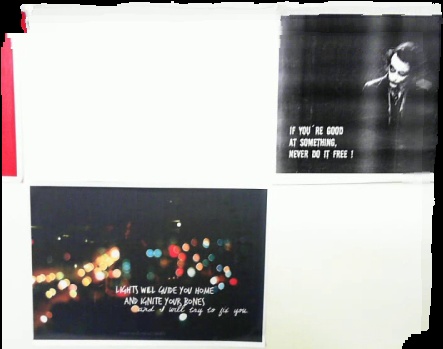 IF YOU'RE GOOD
AT SOMETHING,
NEVER DO IT FREE !
LIGHTS WILL GUIDE YOU HOME
AND IGNITE YOUR BONES
and I will try to fix you